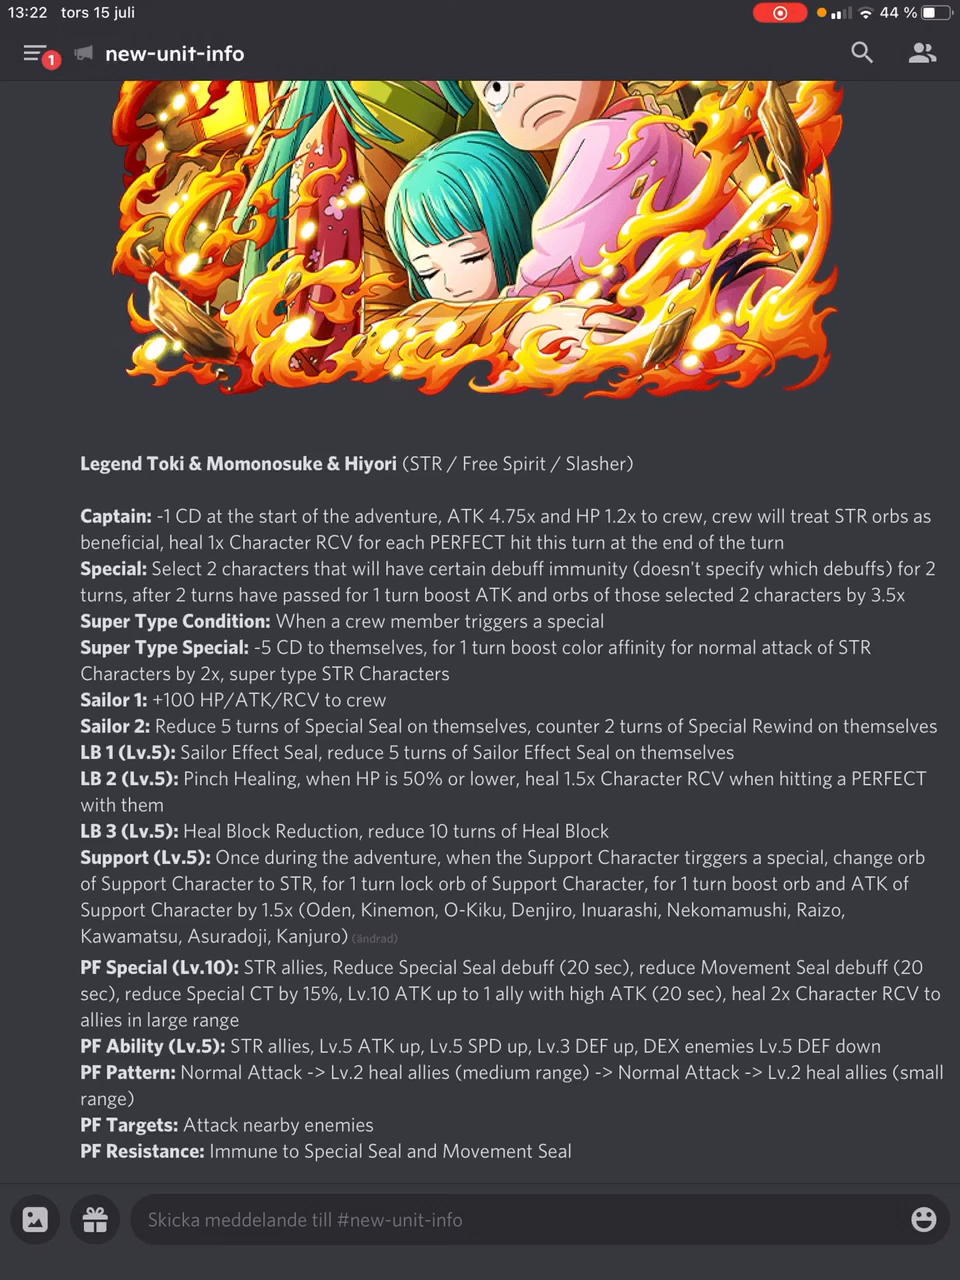 13:22 tors 15 juli
44 %
1
new-unit-info
Legend Toki & Momonosuke & Hiyori (STR / Free Spirit / Slasher)
Captain: -1 CD at the start of the adventure, ATK 4.75x and HP 1.2x to crew, crew will treat STR orbs as
beneficial, heal 1x Character RCV for each PERFECT hit this turn at the end of the turn
Special: Select 2 characters that will have certain debuff immunity (doesn't specify which debuffs) for 2
turns, after 2 turns have passed for 1 turn boost ATK and orbs of those selected 2 characters by 3.5x
Super Type Condition: When a crew member triggers a special
Super Type Special: -5 CD to themselves, for 1 turn boost color affinity for normal attack of STR
Characters by 2x, super type STR Characters
Sailor 1: +100 HP/ATK/RCV to crew
Sailor 2: Reduce 5 turns of Special Seal on themselves, counter 2 turns of Special Rewind on themselves
LB 1 (Lv.5): Sailor Effect Seal, reduce 5 turns of Sailor Effect Seal on themselves
LB 2 (Lv.5): Pinch Healing, when HP is 50% or lower, heal 1.5x Character RCV when hitting a PERFECT
with them
LB 3 (Lv.5): Heal Block Reduction, reduce 10 turns of Heal Block
Support (Lv.5): Once during the adventure, when the Support Character tirggers a special, change orb
of Support Character to STR, for 1 turn lock orb of Support Character, for 1 turn boost orb and ATK of
Support Character by 1.5x (Oden, Kinemon, O-Kiku, Denjiro, Inuarashi, Nekomamushi, Raizo,
Kawamatsu, Asuradoji, Kanjuro) (ändrad)
PF Special (Lv.10): STR allies, Reduce Special Seal debuff (20 sec), reduce Movement Seal debuff (20
sec), reduce Special CT by 15%, Lv.10 ATK up to 1 ally with high ATK (20 sec), heal 2x Character RCV to
allies in large range
PF Ability (Lv.5): STR allies, Lv.5 ATK up, Lv.5 SPD up, Lv.3 DEF up, DEX enemies Lv.5 DEF down
PF Pattern: Normal Attack -> Lv.2 heal allies (medium range) -> Normal Attack -> Lv.2 heal allies (small
range)
PF Targets: Attack nearby enemies
PF Resistance: Immune to Special Seal and Movement Seal
Skicka meddelande till #new-unit-info